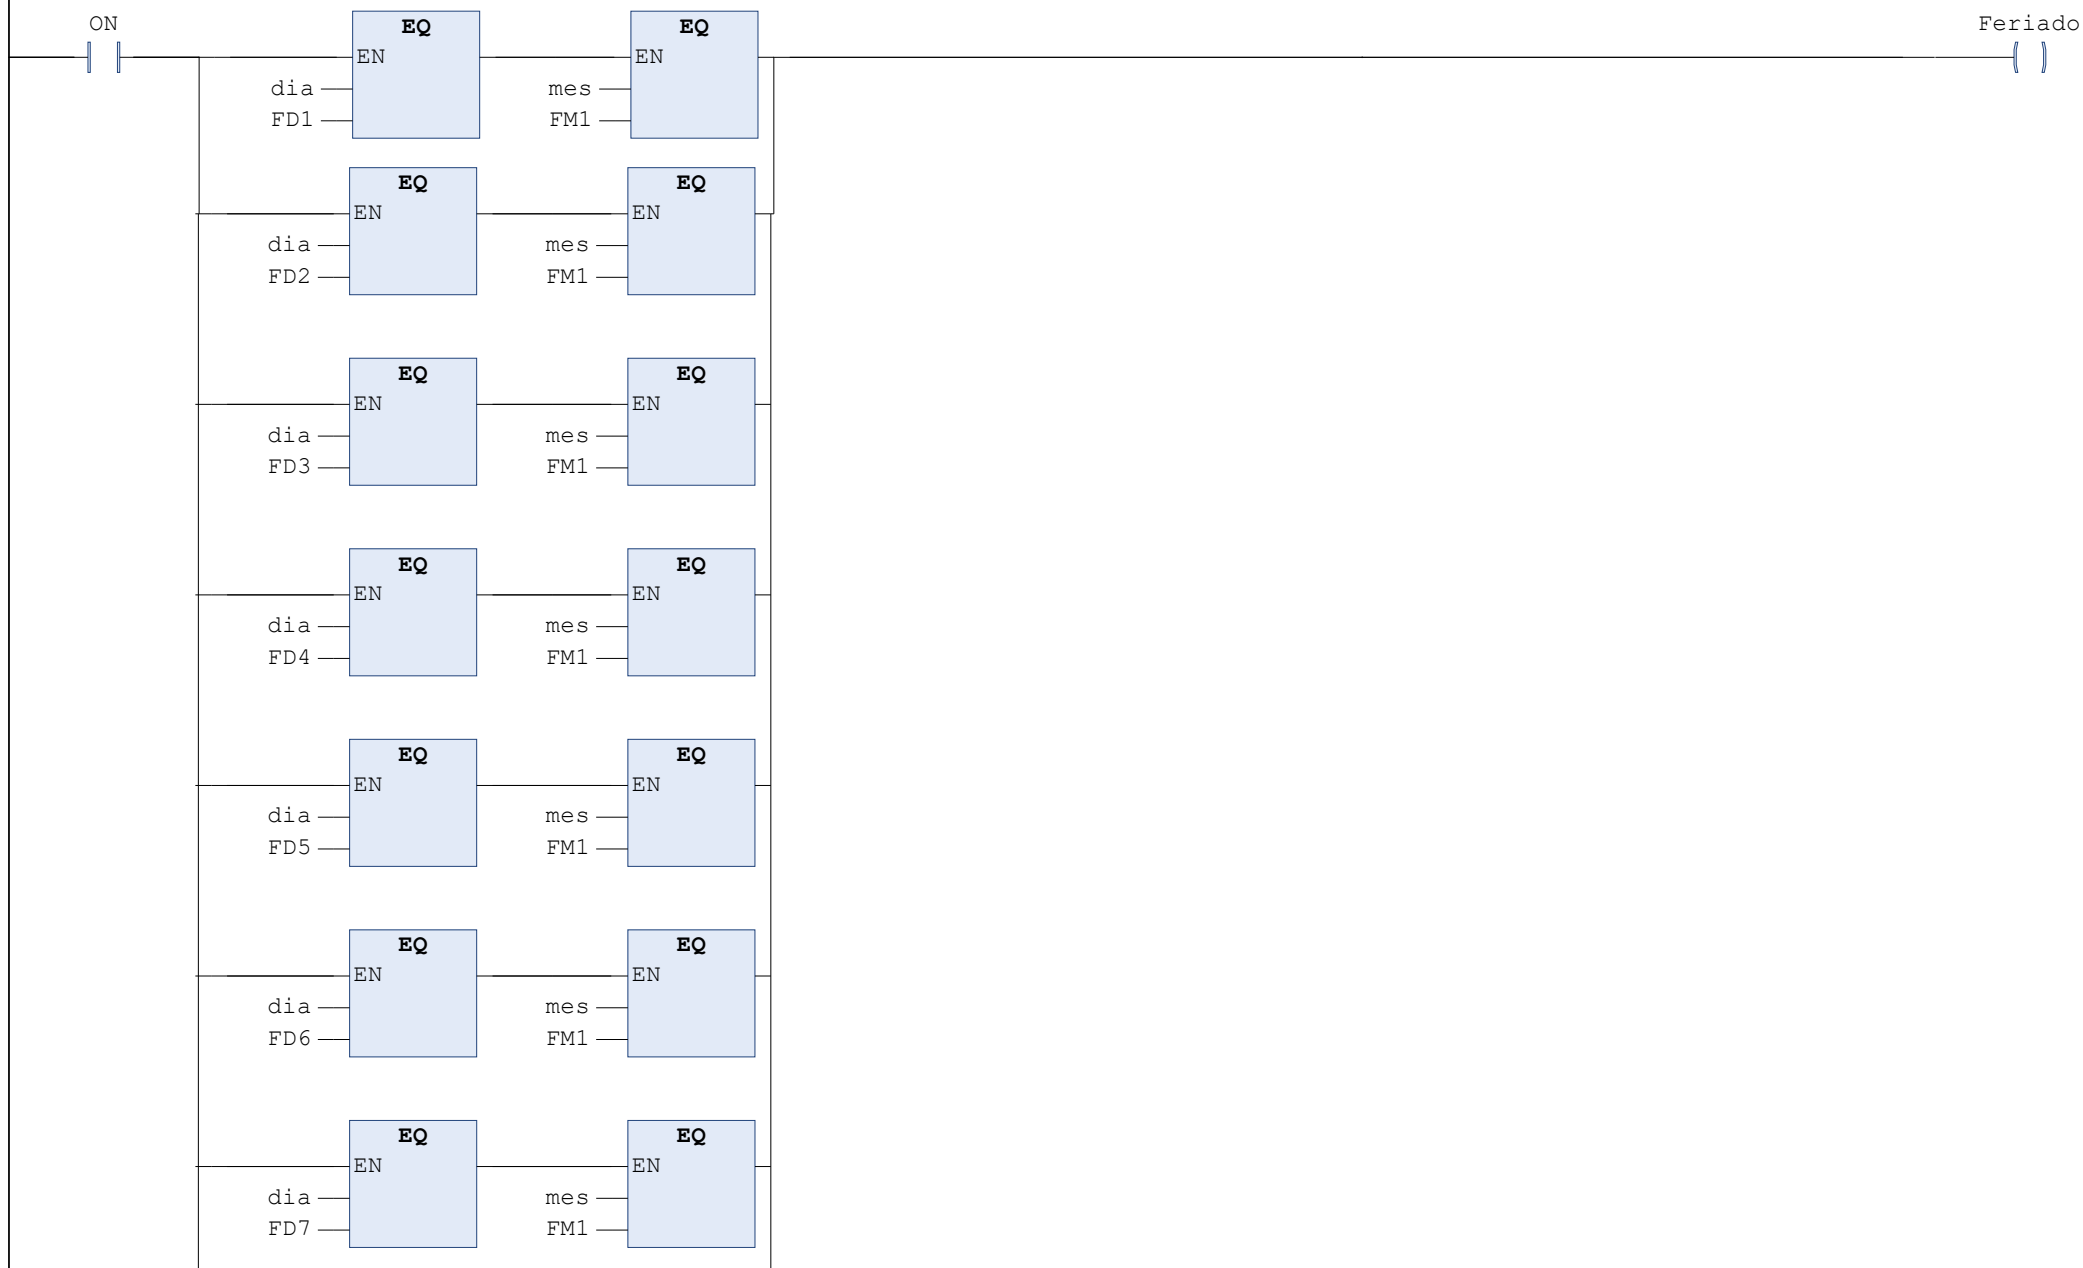 ON Feriado
EQ EQ
EN EN
dia mes
FD1 FM1
EQ EQ
EN EN
dia mes
FD2 FM1
EQ EQ
EN EN
dia mes
FD3 FM1
EQ EQ
EN EN
dia mes
FD4 FM1
EQ EQ
EN EN
dia mes
FD5 FM1
EQ EQ
EN EN
dia mes
FD6 FM1
EQ EQ
EN EN
dia mes
FD7 FM1